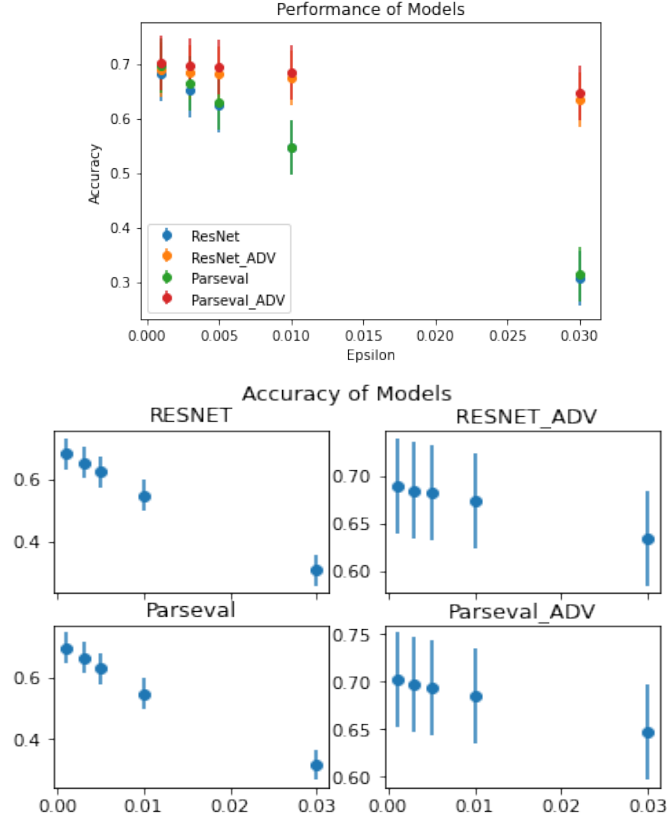 Performance of Models
0.7
0.6
0.5
0.4
0.3
Accuracy
ResNet
ResNet_ADV
Parseval
Parseval_ADV
0.000 0.005 0.010 0.015 0.020 0.025 0.030
Epsilon
Accuracy of Models
RESNET RESNET_ADV
0.6
0.4
0.70
0.65
0.60
Parseval Parseval_ADV
0.6
0.4
0.75
0.70
0.65
0.60
0.00 0.01 0.02 0.03 0.00 0.01 0.02 0.03